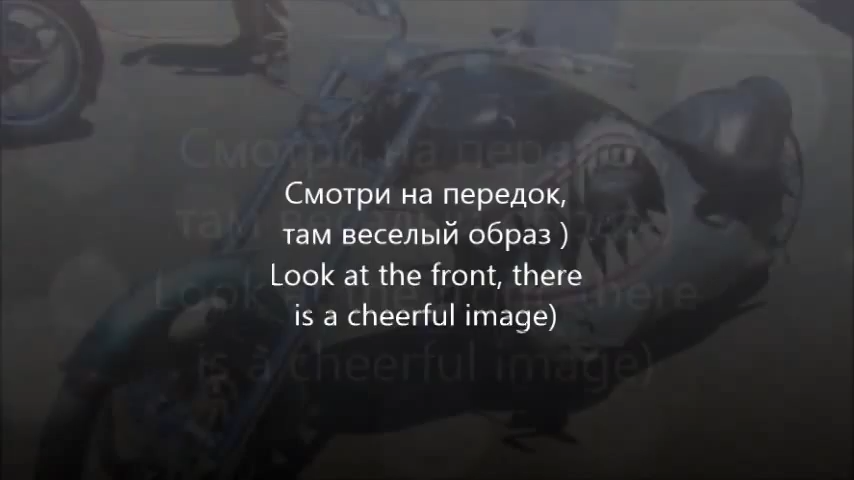 Смотри на передок,
там веселый образ )
Look at the front, there
is a cheerful image)